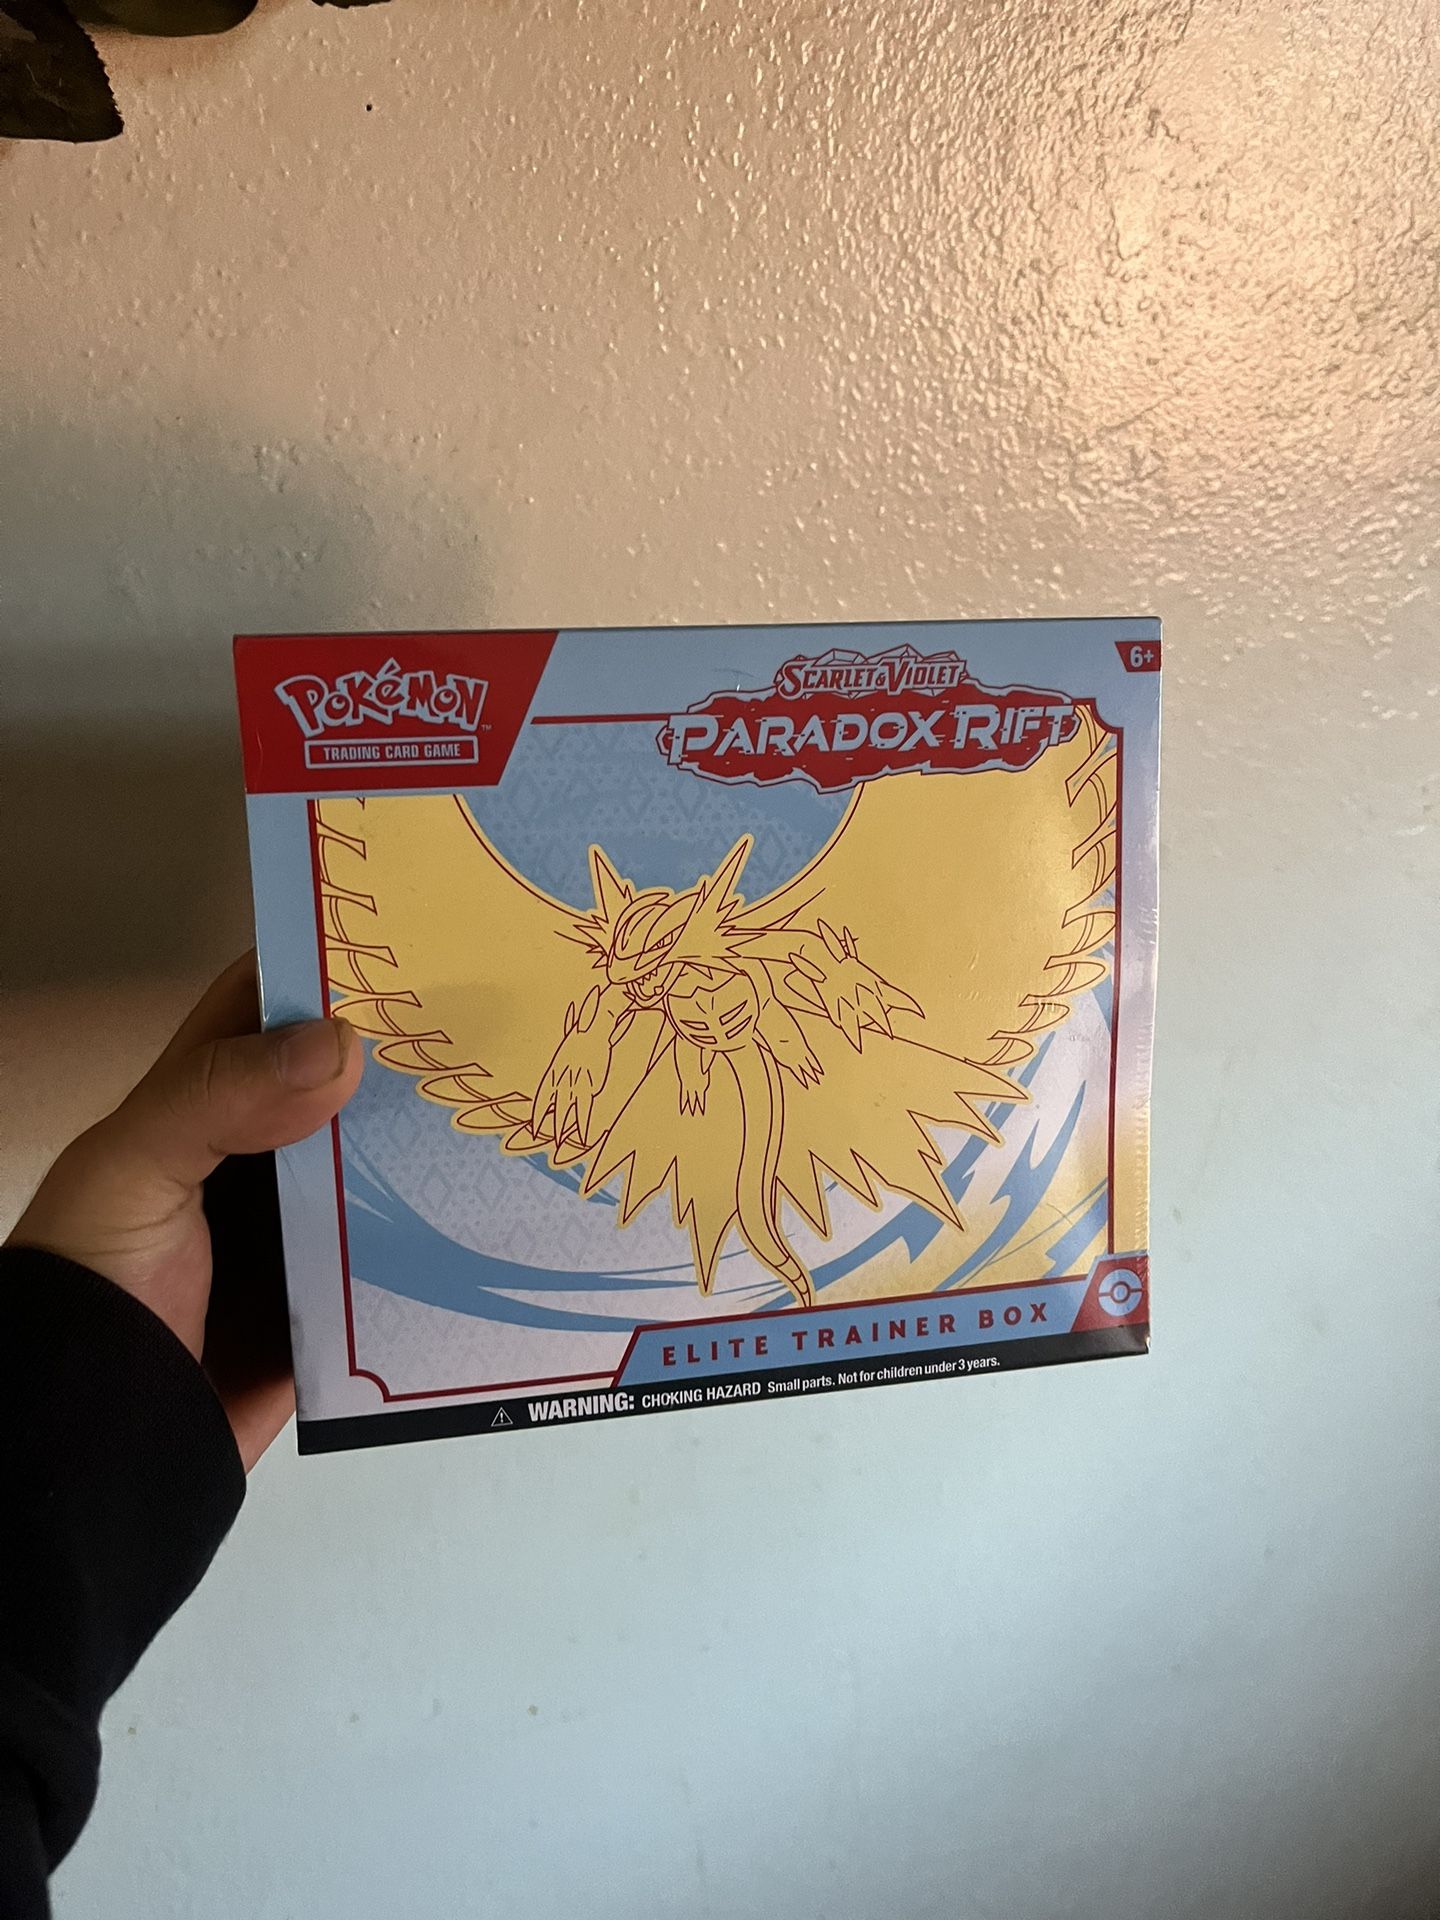 POKéMON™
TRADING CARD GAME
SCARLET&VIOLET
PARADOX RIFT
6+
ELITE TRAINER BOX
WARNING: CHOKING HAZARD Small parts. Not for children under 3 years.